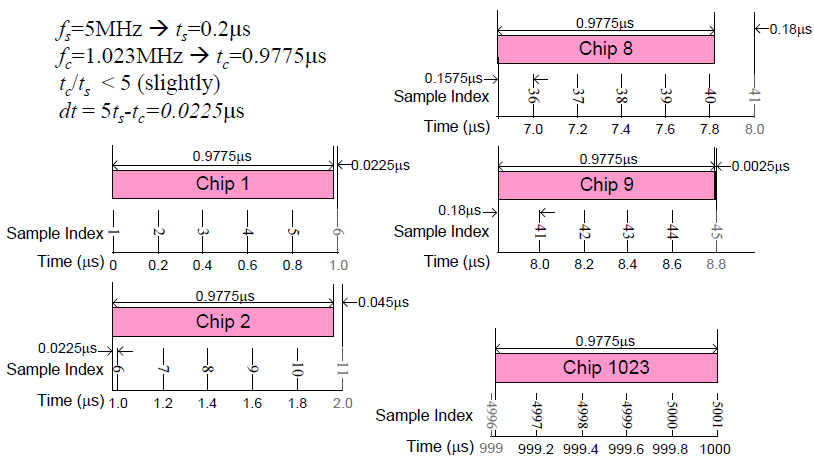 fs=5MHz → ts=0.2µs
fc=1.023MHz → tc=0.9775µs
tc/ts < 5 (slightly)
dt = 5ts-tc=0.0225µs
0.9775µs
0.0225µs
Chip 1
Sample Index 1 2 3 4 5 6
Time (µs) 0 0.2 0.4 0.6 0.8 1.0
0.9775µs
0.045µs
Chip 2
0.0225µs
Sample Index 6 7 8 9 10 11
Time (µs) 1.0 1.2 1.4 1.6 1.8 2.0
0.9775µs
0.18µs
Chip 8
0.1575µs
Sample Index 36 37 38 39 40 41
Time (µs) 7.0 7.2 7.4 7.6 7.8 8.0
0.9775µs
0.0025µs
Chip 9
0.18µs
Sample Index 41 42 43 44 45
Time (µs) 8.0 8.2 8.4 8.6 8.8
0.9775µs
Chip 1023
Sample Index 4996 4997 4998 4999 5000 5001
Time (µs) 999 999.2 999.4 999.6 999.8 1000